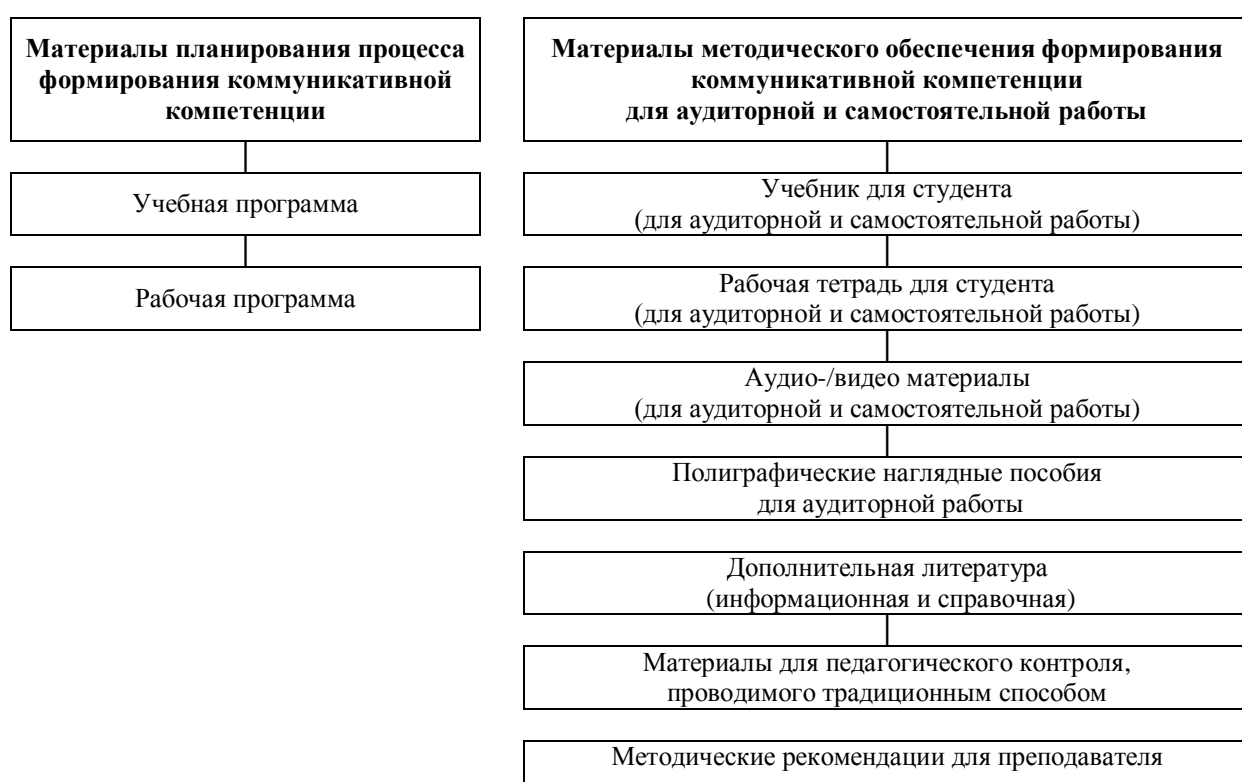 Материалы планирования процесса
формирования коммуникативной
компетенции
Учебная программа
Рабочая программа
Материалы методического обеспечения формирования
коммуникативной компетенции
для аудиторной и самостоятельной работы
Учебник для студента
(для аудиторной и самостоятельной работы)
Рабочая тетрадь для студента
(для аудиторной и самостоятельной работы)
Аудио-/видео материалы
(для аудиторной и самостоятельной работы)
Полиграфические наглядные пособия
для аудиторной работы
Дополнительная литература
(информационная и справочная)
Материалы для педагогического контроля,
проводимого традиционным способом
Методические рекомендации для преподавателя